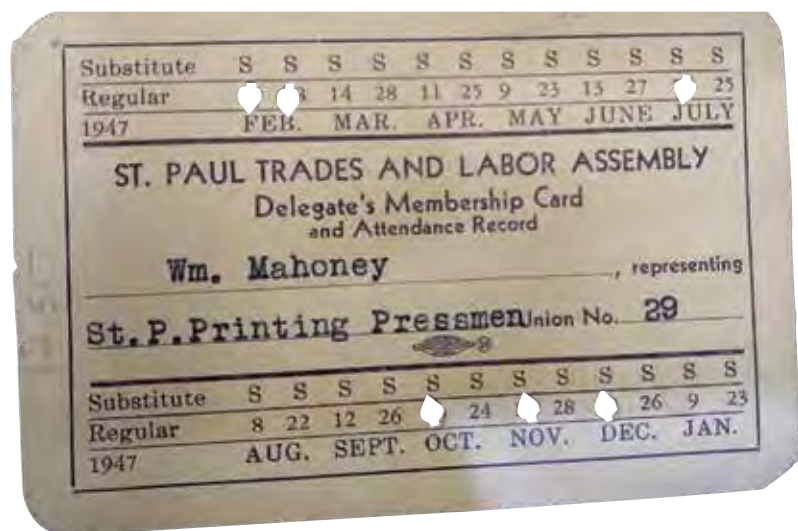 Substitute S S S S S S S S S S S S
Regular 14 28 11 25 9 23 13 27 25
1947 FEB. MAR. APR. MAY JUNE JULY
ST. PAUL TRADES AND LABOR ASSEMBLY
Delegate's Membership Card
and Attendance Record
Wm. Mahoney , representing
St.P.Printing Pressmen Union No. 29
Substitute S S S S S S S S S S S S
Regular 8 22 12 26 24 28 26 9 23
1947 AUG. SEPT. OCT. NOV. DEC. JAN.